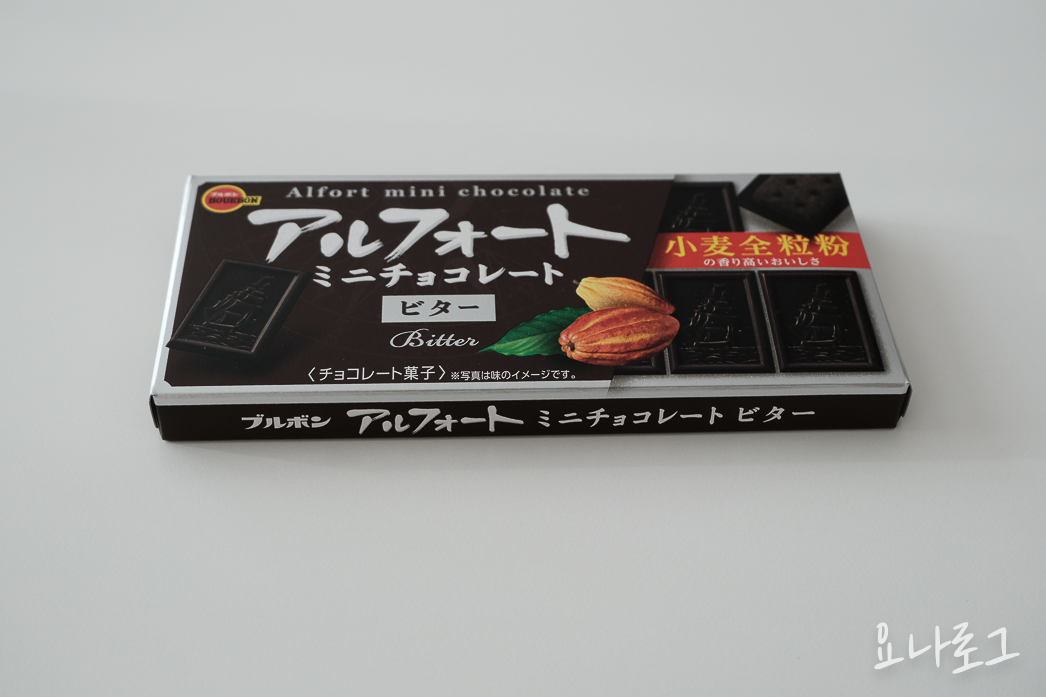 Alfort mini chocolate
ブルボン
BOURBON
アルフォート
ミニチョコレート
ビター
Bitter
小麦全粒粉
の香り高いおいしさ
〈チョコレート菓子〉※写真は味のイメージです。
ブルボン アルフォート ミニチョコレート ビター
요나로그